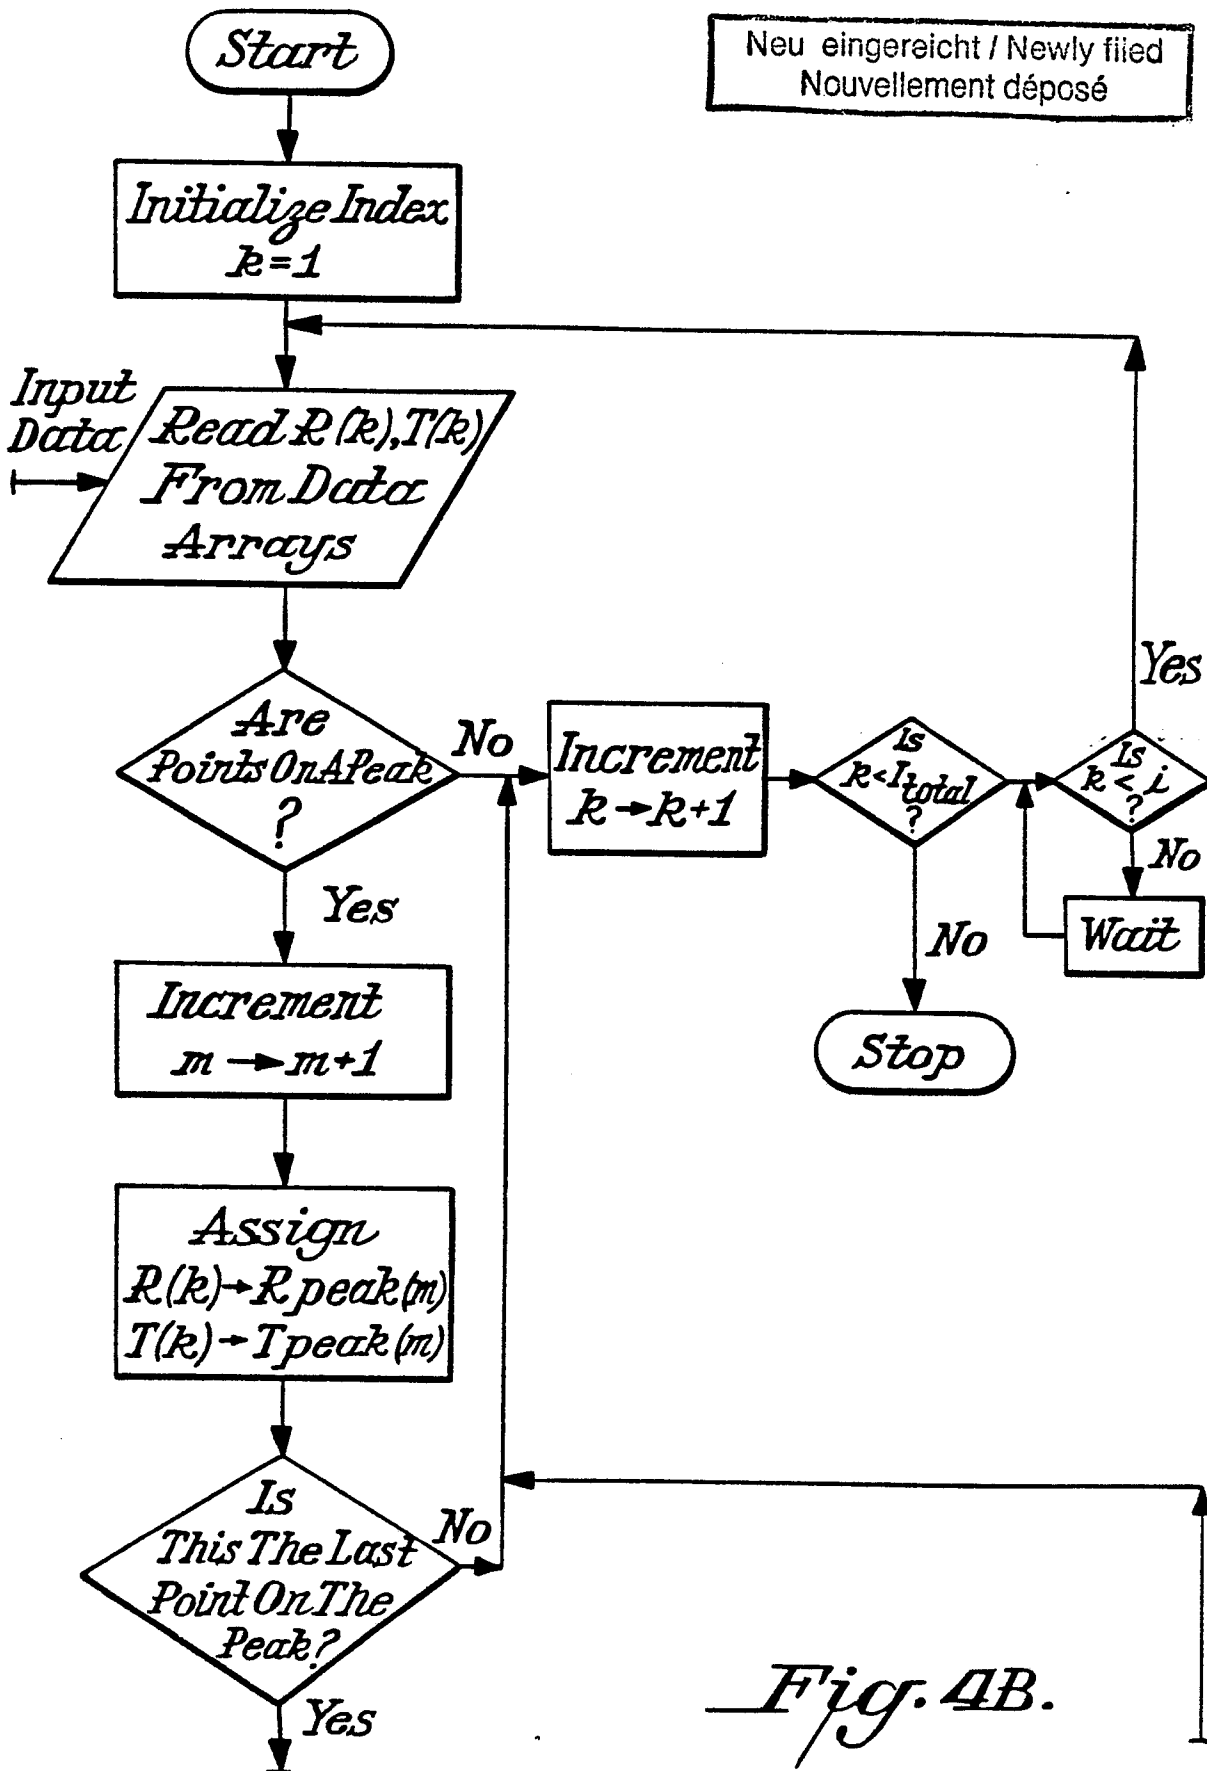 Start
Neu eingereicht / Newly filed
Nouvellement déposé
Initialize Index
k=1
Input
Data
Read R(k),T(k)
From Data
Arrays
Are
Points On A Peak
?
No
Yes
Increment
k→k+1
Is
k<Itotal
?
No
Stop
Is
k<i
?
Yes
No
Wait
Increment
m→m+1
Assign
R(k)→Rpeak(m)
T(k)→Tpeak(m)
Is
This The Last
Point On The
Peak?
No
Yes
Fig. 4B.